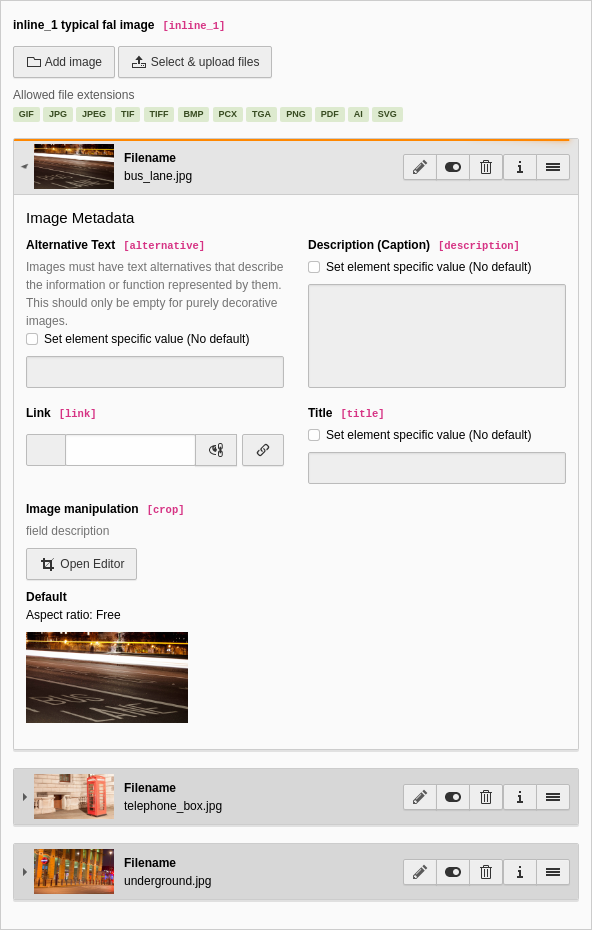 inline_1 typical fal image [inline_1]
Add image Select & upload files
Allowed file extensions
GIF JPG JPEG TIF TIFF BMP PCX TGA PNG PDF AI SVG
Filename
bus_lane.jpg
Image Metadata
Alternative Text [alternative]
Images must have text alternatives that describe
the information or function represented by them.
This should only be empty for purely decorative
images.
Set element specific value (No default)
Description (Caption) [description]
Set element specific value (No default)
Link [link]
Title [title]
Set element specific value (No default)
Image manipulation [crop]
field description
Open Editor
Default
Aspect ratio: Free
BUS
LANE
Filename
telephone_box.jpg
Filename
underground.jpg